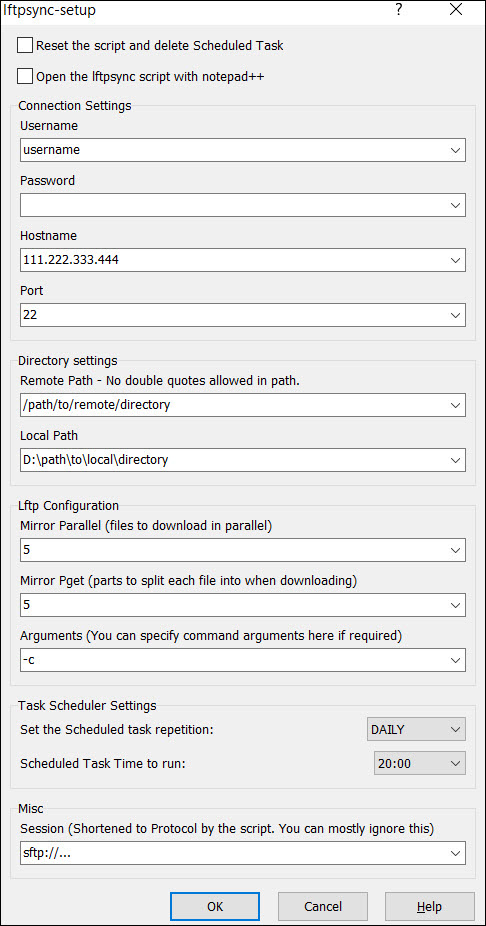 lftpsync-setup
?
Reset the script and delete Scheduled Task
Open the lftpsync script with notepad++
Connection Settings
Username
username
Password
Hostname
111.222.333.444
Port
22
Directory settings
Remote Path - No double quotes allowed in path.
/path/to/remote/directory
Local Path
D:\path\to\local\directory
Lftp Configuration
Mirror Parallel (files to download in parallel)
5
Mirror Pget (parts to split each file into when downloading)
5
Arguments (You can specify command arguments here if required)
-c
Task Scheduler Settings
Set the Scheduled task repetition: DAILY
Scheduled Task Time to run: 20:00
Misc
Session (Shortened to Protocol by the script. You can mostly ignore this)
sftp://...
OK Cancel Help